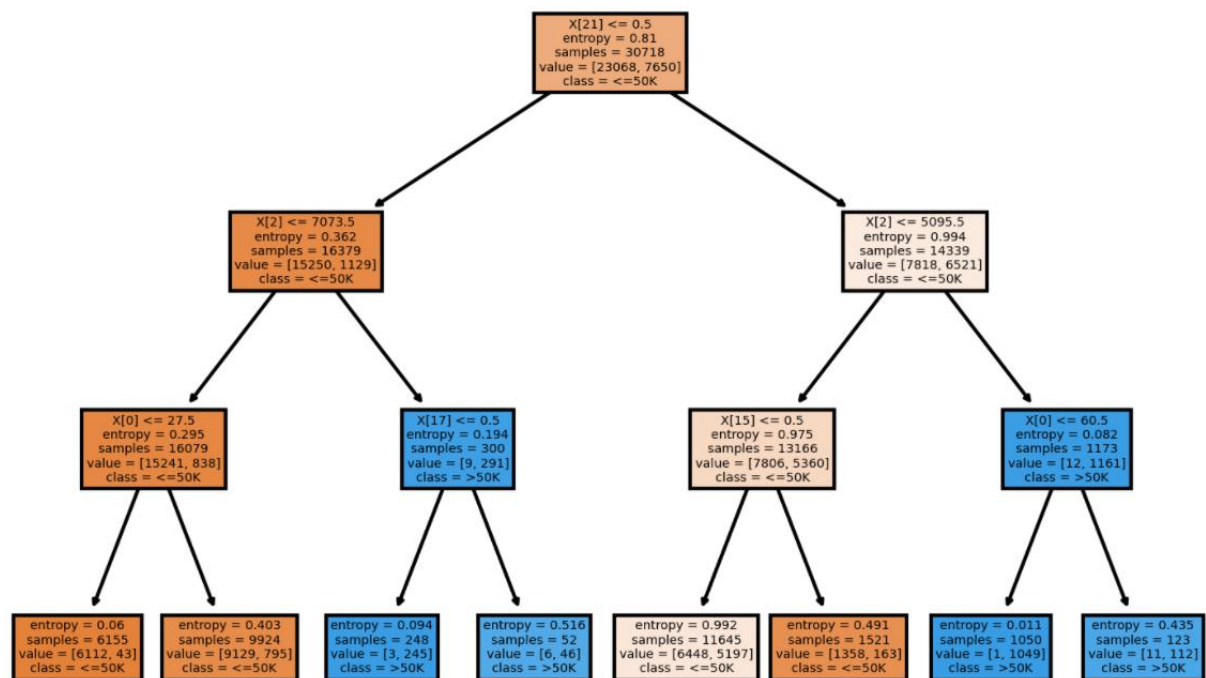 X[21] <= 0.5
entropy = 0.81
samples = 30718
value = [23068, 7650]
class = <=50K
X[2] <= 7073.5
entropy = 0.362
samples = 16379
value = [15250, 1129]
class = <=50K
X[2] <= 5095.5
entropy = 0.994
samples = 14339
value = [7818, 6521]
class = <=50K
X[0] <= 27.5
entropy = 0.295
samples = 16079
value = [15241, 838]
class = <=50K
X[17] <= 0.5
entropy = 0.194
samples = 300
value = [9, 291]
class = >50K
X[15] <= 0.5
entropy = 0.975
samples = 13166
value = [7806, 5360]
class = <=50K
X[0] <= 60.5
entropy = 0.082
samples = 1173
value = [12, 1161]
class = >50K
entropy = 0.06
samples = 6155
value = [6112, 43]
class = <=50K
entropy = 0.403
samples = 9924
value = [9129, 795]
class = <=50K
entropy = 0.094
samples = 248
value = [3, 245]
class = >50K
entropy = 0.516
samples = 52
value = [6, 46]
class = >50K
entropy = 0.992
samples = 11645
value = [6448, 5197]
class = <=50K
entropy = 0.491
samples = 1521
value = [1358, 163]
class = <=50K
entropy = 0.011
samples = 1050
value = [1, 1049]
class = >50K
entropy = 0.435
samples = 123
value = [11, 112]
class = >50K